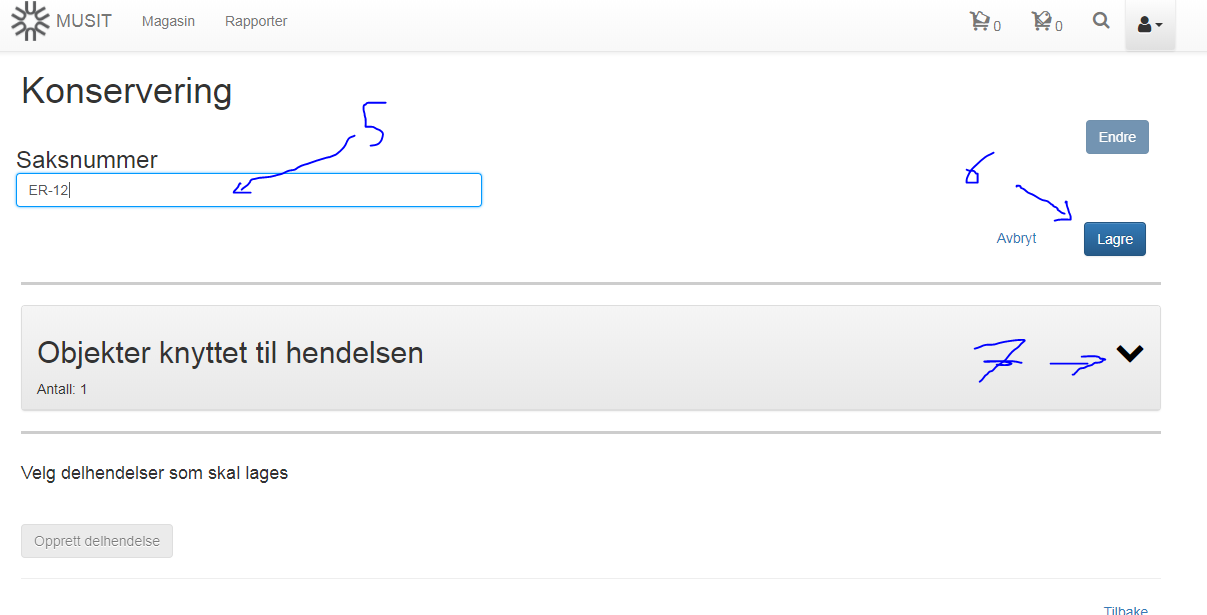 MUSIT Magasin Rapporter 0 0
Konservering
5
Endre
Saksnummer
ER-12
6
Avbryt Lagre
Objekter knyttet til hendelsen
7
Antall: 1
Velg delhendelser som skal lages
Opprett delhendelse
Tilbake